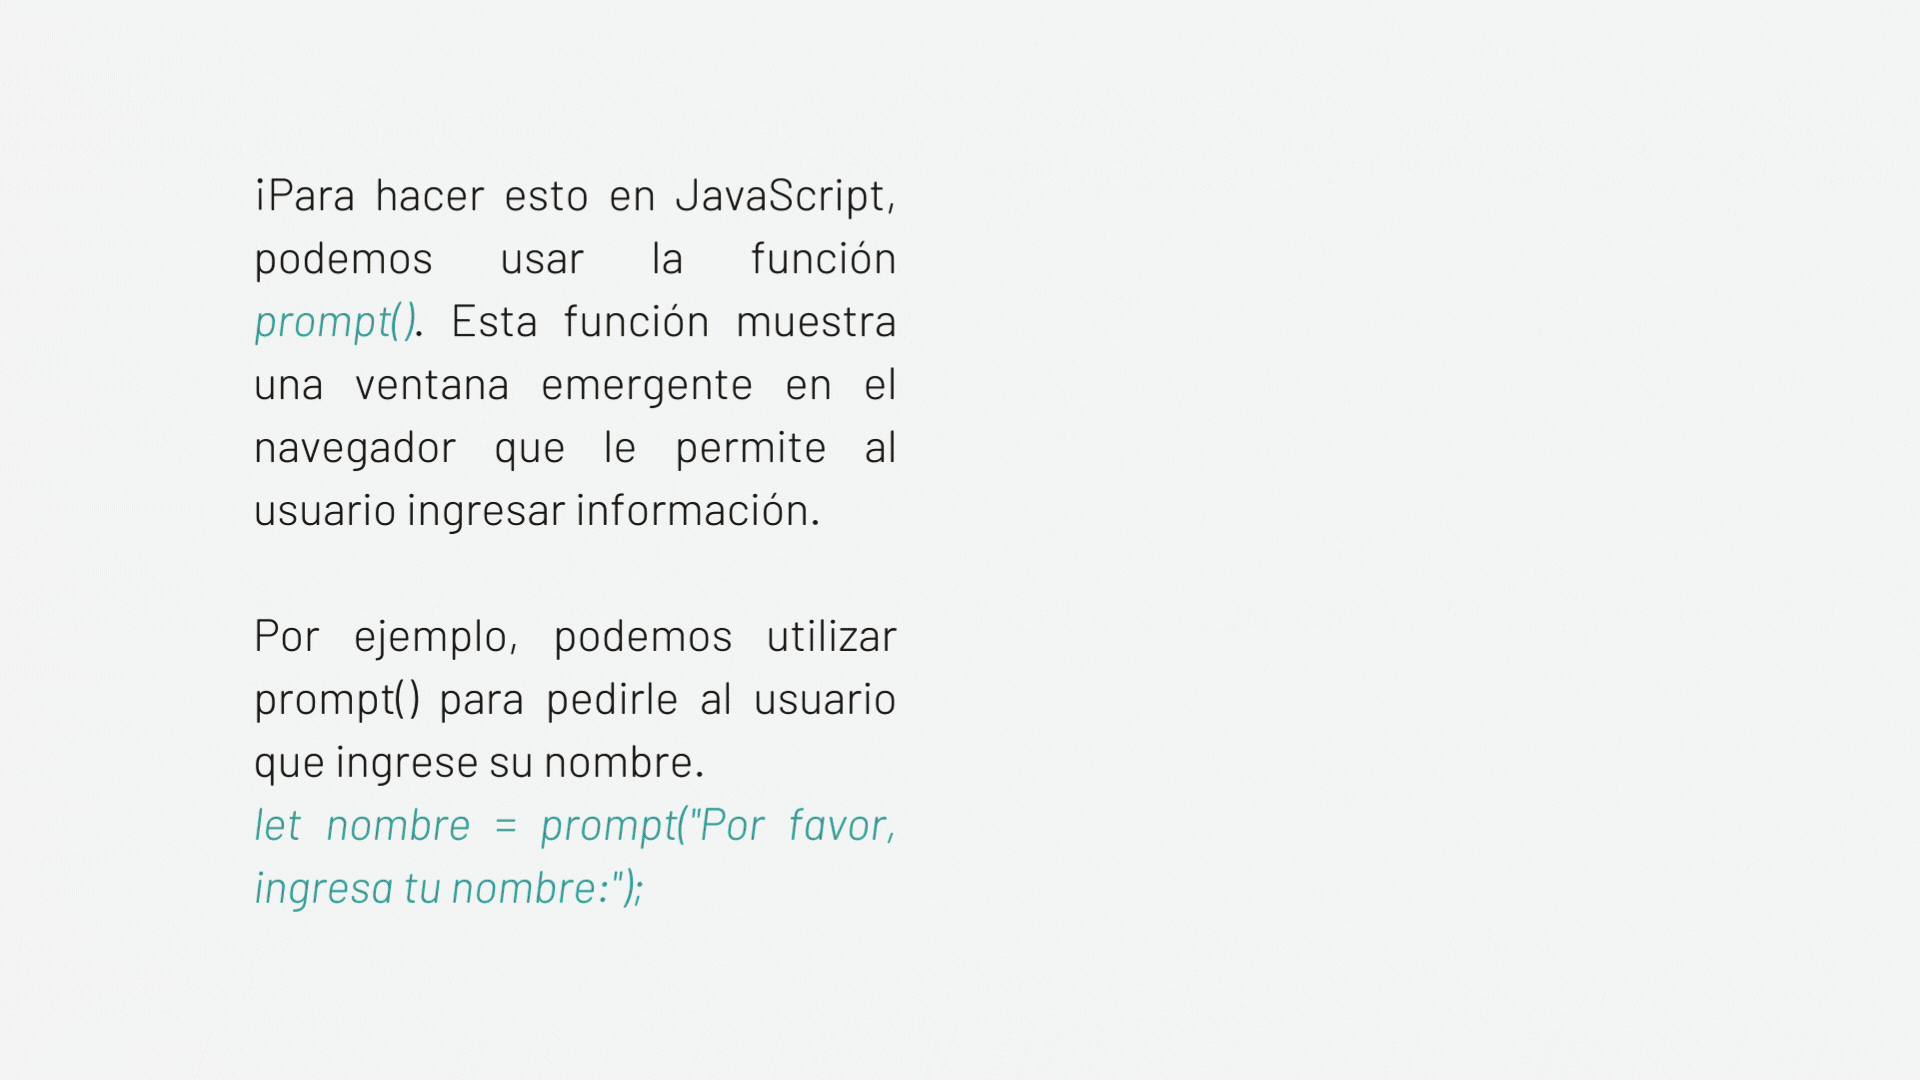 iPara hacer esto en JavaScript,
podemos usar la función
prompt(). Esta función muestra
una ventana emergente en el
navegador que le permite al
usuario ingresar información.
Por ejemplo, podemos utilizar
prompt() para pedirle al usuario
que ingrese su nombre.
let nombre = prompt("Por favor,
ingresa tu nombre:");